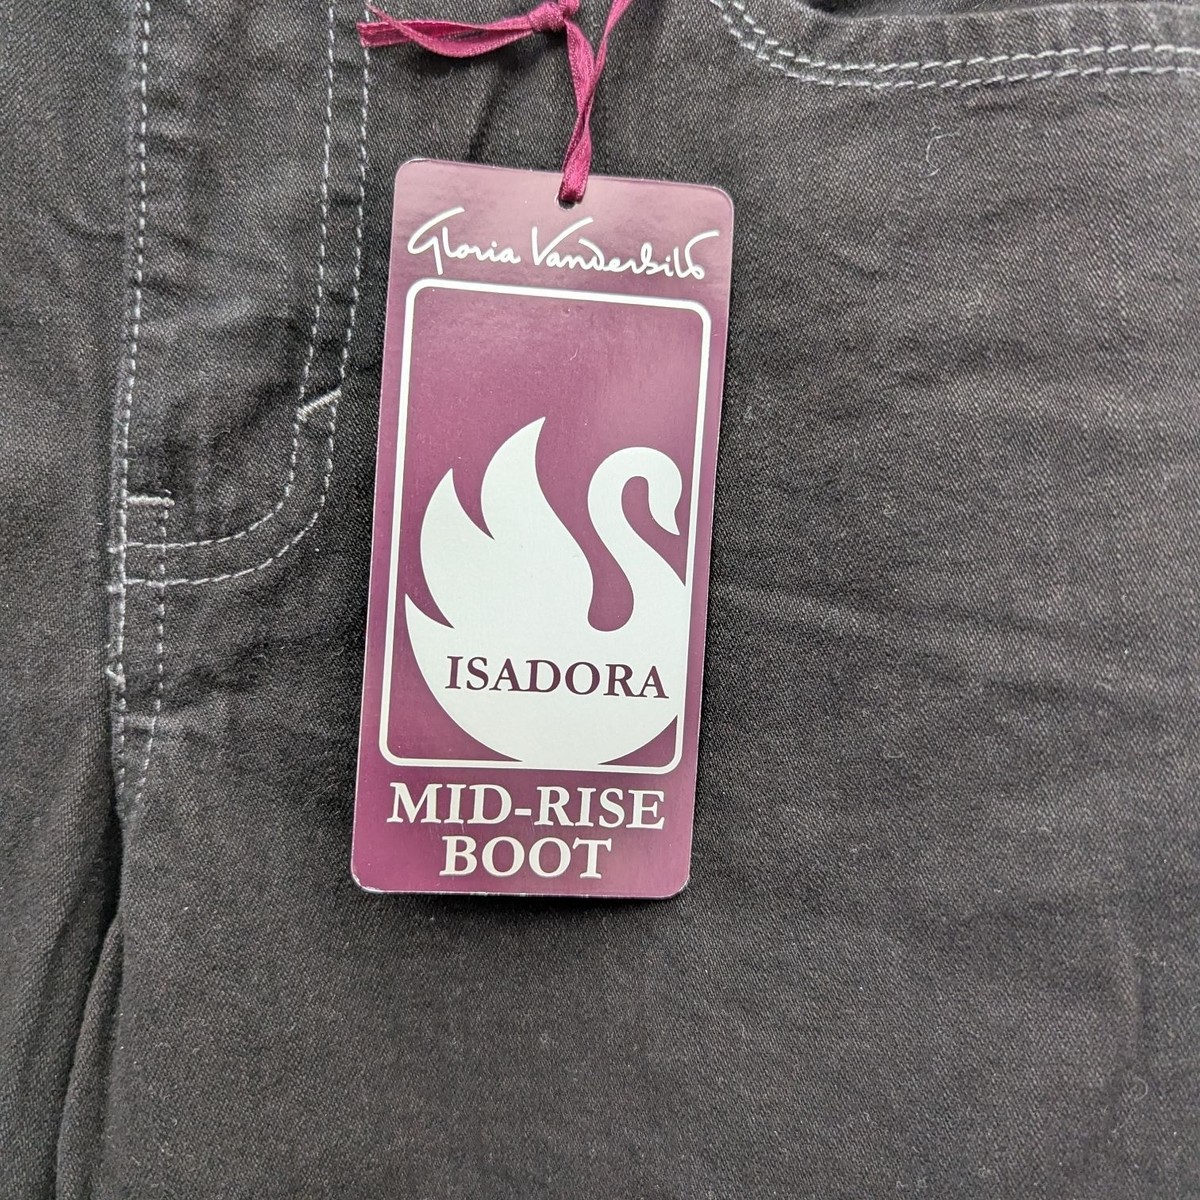 Gloria Vanderbilt
ISADORA
MID-RISE
BOOT